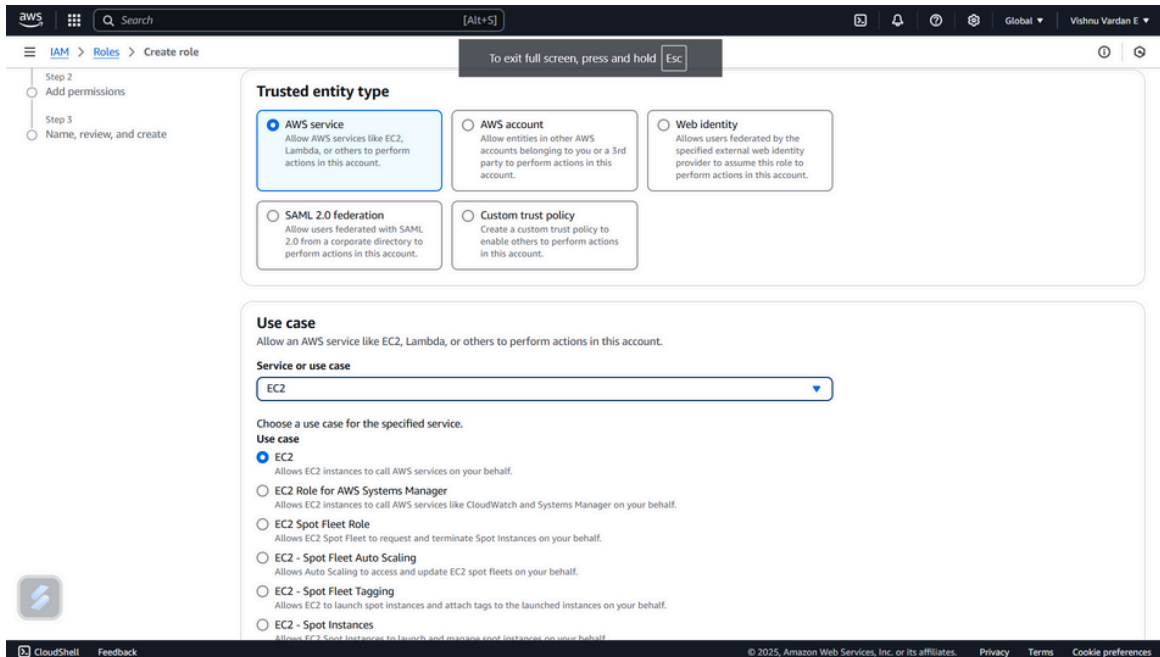 aws
Search [Alt+S]
Global ▼
Vishnu Vardan E ▼
IAM > Roles > Create role
To exit full screen, press and hold Esc
Step 2
Add permissions
Step 3
Name, review, and create
Trusted entity type
AWS service
Allow AWS services like EC2,
Lambda, or others to perform
actions in this account.
AWS account
Allow entities in other AWS
accounts belonging to you or a 3rd
party to perform actions in this
account.
Web identity
Allows users federated by the
specified external web identity
provider to assume this role to
perform actions in this account.
SAML 2.0 federation
Allow users federated with SAML
2.0 from a corporate directory to
perform actions in this account.
Custom trust policy
Create a custom trust policy to
enable others to perform actions
in this account.
Use case
Allow an AWS service like EC2, Lambda, or others to perform actions in this account.
Service or use case
EC2
Choose a use case for the specified service.
Use case
EC2
Allows EC2 instances to call AWS services on your behalf.
EC2 Role for AWS Systems Manager
Allows EC2 instances to call AWS services like CloudWatch and Systems Manager on your behalf.
EC2 Spot Fleet Role
Allows EC2 Spot Fleet to request and terminate Spot Instances on your behalf.
EC2 - Spot Fleet Auto Scaling
Allows Auto Scaling to access and update EC2 spot fleets on your behalf.
EC2 - Spot Fleet Tagging
Allows EC2 to launch spot instances and attach tags to the launched instances on your behalf.
EC2 - Spot Instances
Allows EC2 Spot Instances to launch and manage spot instances on your behalf.
CloudShell Feedback
© 2025, Amazon Web Services, Inc. or its affiliates. Privacy Terms Cookie preferences